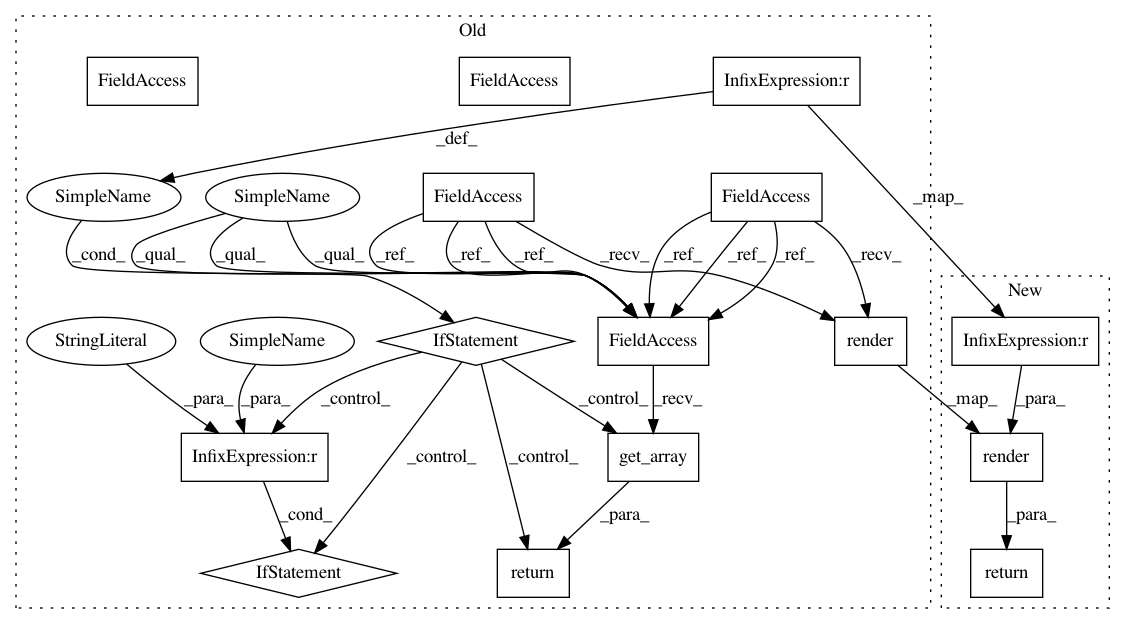 Old
FieldAccess
FieldAccess
InfixExpression:r
_def_
SimpleName
SimpleName
FieldAccess
FieldAccess
_map_
_cond_
_qual_
_qual_
_qual_
_ref_
_ref_
_ref_
_recv_
_ref_
_ref_
_ref_
_recv_
New
StringLiteral
SimpleName
IfStatement
FieldAccess
render
InfixExpression:r
_para_
_para_
_control_
_control_
_recv_
_map_
_para_
InfixExpression:r
_control_
_control_
get_array
render
_cond_
_para_
_para_
IfStatement
return
return